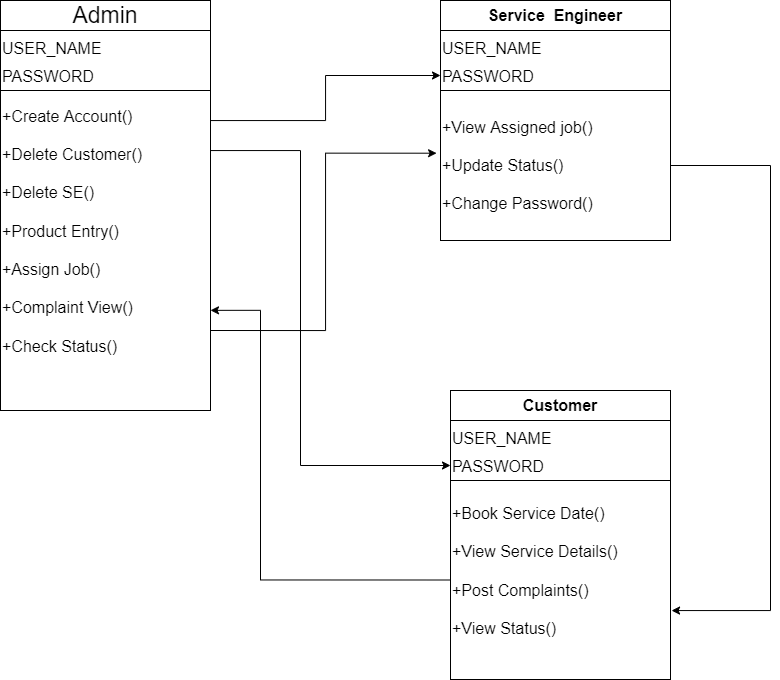 Admin
USER_NAME
PASSWORD
+Create Account()
+Delete Customer()
+Delete SE()
+Product Entry()
+Assign Job()
+Complaint View()
+Check Status()
Service Engineer
USER_NAME
PASSWORD
+View Assigned job()
+Update Status()
+Change Password()
Customer
USER_NAME
PASSWORD
+Book Service Date()
+View Service Details()
+Post Complaints()
+View Status()